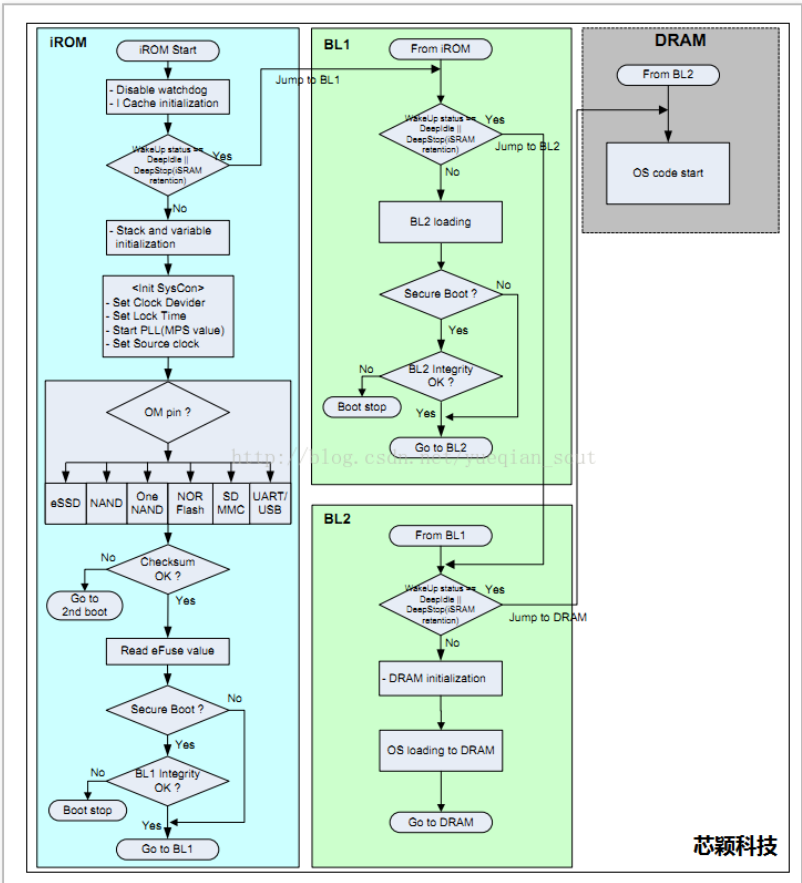 iROM
iROM Start
- Disable watchdog
- I Cache initialization
Jump to BL1
WakeUp status ==
DeepIdle ||
DeepStop(iSRAM
retention)
Yes
No
- Stack and variable
initialization
<Init SysCon>
- Set Clock Devider
- Set Lock Time
- Start PLL(MPS value)
- Set Source clock
OM pin ?
eSSD
NAND
One
NAND
NOR
Flash
SD
MMC
UART/
USB
Checksum
OK ?
No
Go to
2nd boot
Yes
Read eFuse value
Secure Boot ?
No
Yes
BL1 Integrity
OK ?
No
Boot stop
Yes
Go to BL1
BL1
From iROM
WakeUp status ==
DeepIdle ||
DeepStop(iSRAM
retention)
Yes
Jump to BL2
No
BL2 loading
Secure Boot ?
No
Yes
BL2 Integrity
OK ?
No
Boot stop
Yes
Go to BL2
BL2
From BL1
WakeUp status ==
DeepIdle ||
DeepStop(iSRAM
retention)
Yes
Jump to DRAM
No
- DRAM initialization
OS loading to DRAM
Go to DRAM
DRAM
From BL2
OS code start
http://blog.csdn.net/yueqian_scut
芯颖科技